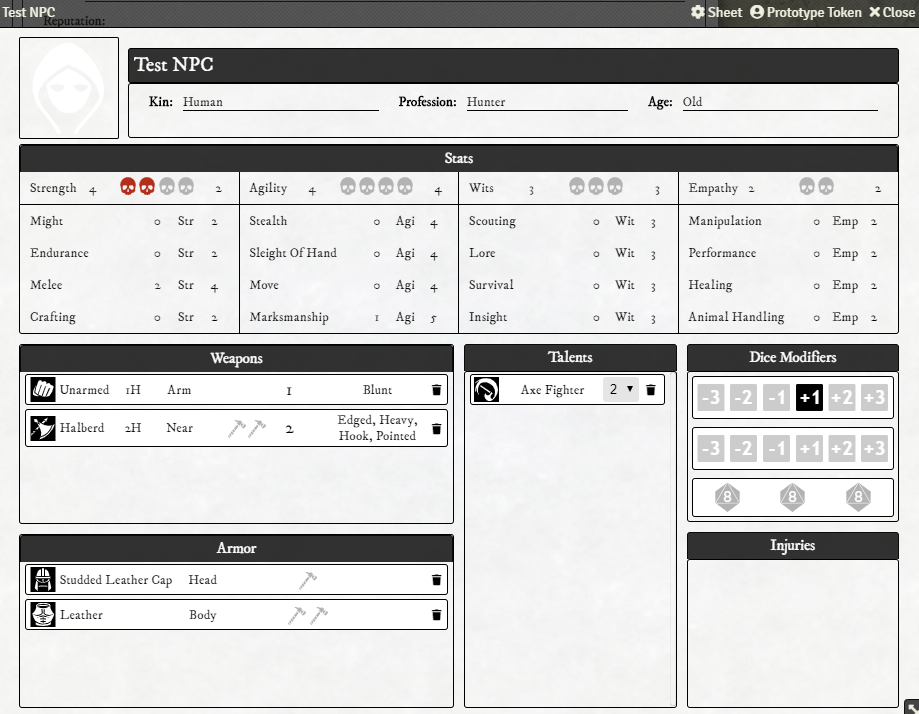 Test NPC
Reputation:
Sheet Prototype Token Close
Test NPC
Kin: Human Profession: Hunter Age: Old
Stats
Strength 4 2 Agility 4 4 Wits 3 3 Empathy 2 2
Might 0 Str 2 Stealth 0 Agi 4 Scouting 0 Wit 3 Manipulation 0 Emp 2
Endurance 0 Str 2 Sleight Of Hand 0 Agi 4 Lore 0 Wit 3 Performance 0 Emp 2
Melee 2 Str 4 Move 0 Agi 4 Survival 0 Wit 3 Healing 0 Emp 2
Crafting 0 Str 2 Marksmanship 1 Agi 5 Insight 0 Wit 3 Animal Handling 0 Emp 2
Weapons
Unarmed 1H Arm 1 Blunt
Halberd 2H Near 2 Edged, Heavy,
Hook, Pointed
Armor
Studded Leather Cap Head
Leather Body
Talents
Axe Fighter 2
Dice Modifiers
-3 -2 -1 +1 +2 +3
-3 -2 -1 +1 +2 +3
8 8 8
Injuries